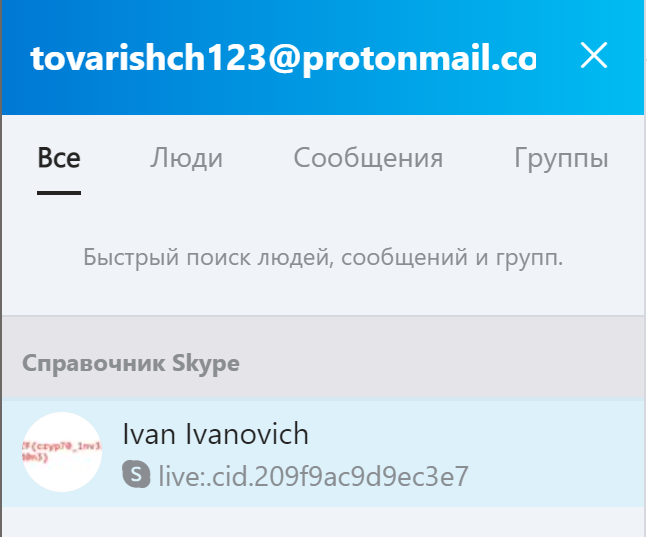 tovarishch123@protonmail.co
Все Люди Сообщения Группы
Быстрый поиск людей, сообщений и групп.
Справочник Skype
Ivan Ivanovich
live:.cid.209f9ac9d9ec3e7